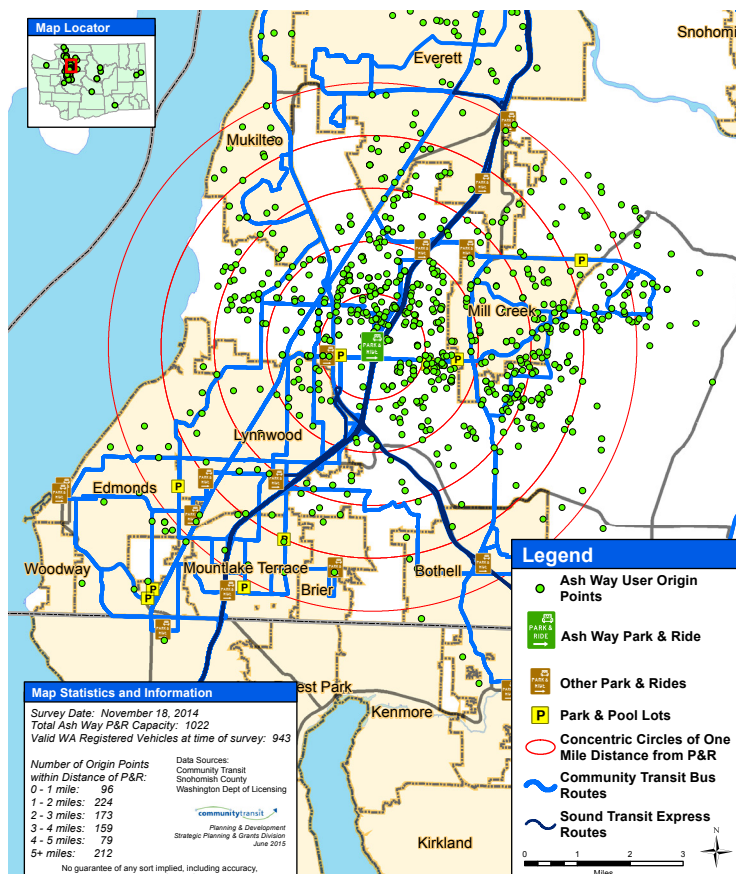 Map Locator
Snohomi
Everett
Mukilteo
Mill Creek
PARK &
RIDE
P
P
P
Lynnwood
P
Edmonds
P
Woodway
Mountlake Terrace
Brier
Bothell
P
P
P
est Park
Kenmore
Kirkland
Map Statistics and Information
Survey Date: November 18, 2014
Total Ash Way P&R Capacity: 1022
Valid WA Registered Vehicles at time of survey: 943
Number of Origin Points
within Distance of P&R:
0 - 1 mile: 96
1 - 2 miles: 224
2 - 3 miles: 173
3 - 4 miles: 159
4 - 5 miles: 79
5+ miles: 212
Data Sources:
Community Transit
Snohomish County
Washington Dept of Licensing
communitytransit
Planning & Development
Strategic Planning & Grants Division
June 2015
No guarantee of any sort implied, including accuracy,
Legend
Ash Way User Origin
Points
PARK &
RIDE
Ash Way Park & Ride
PARK &
RIDE
Other Park & Rides
P
Park & Pool Lots
Concentric Circles of One
Mile Distance from P&R
Community Transit Bus
Routes
Sound Transit Express
Routes
N
0 1 2 3
Miles